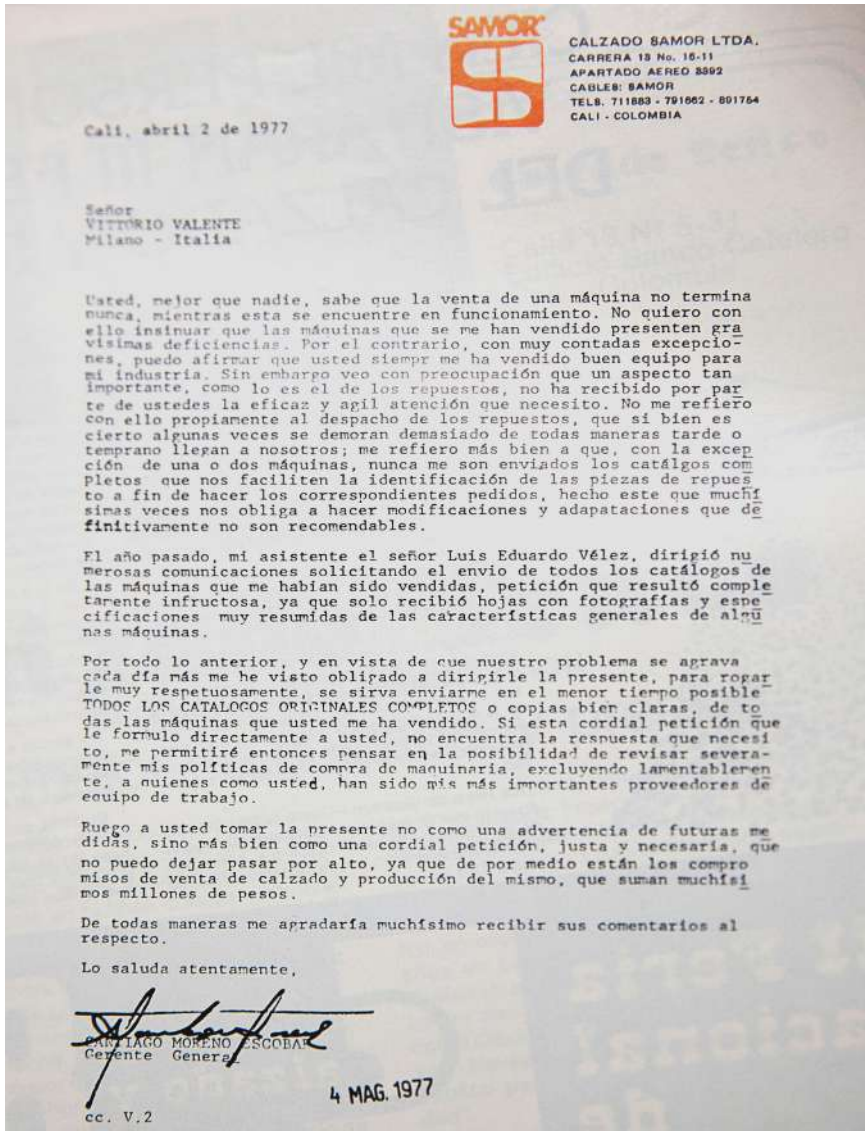 SAMOR
CALZADO SAMOR LTDA.
CARRERA 13 No. 15-11
APARTADO AEREO 8392
CABLES: SAMOR
TELS. 711883 - 791662 - 891764
CALI - COLOMBIA
Cali, abril 2 de 1977
Señor
VITTORIO VALENTE
Milano - Italia
Usted, mejor que nadie, sabe que la venta de una máquina no termina
nunca, mientras esta se encuentre en funcionamiento. No quiero con
ello insinuar que las máquinas que se me han vendido presenten gra
vísimas deficiencias. Por el contrario, con muy contadas excepcio-
nes, puedo afirmar que usted siempr me ha vendido buen equipo para
mi industria. Sin embargo veo con preocupación que un aspecto tan
importante, como lo es el de los repuestos, no ha recibido por par
te de ustedes la eficaz y agil atención que necesito. No me refiero
con ello propiamente al despacho de los repuestos, que si bien es
cierto algunas veces se demoran demasiado de todas maneras tarde o
temprano llegan a nosotros; me refiero más bien a que, con la excep
ción de una o dos máquinas, nunca me son enviados los catálgos com
pletos que nos faciliten la identificación de las piezas de repues
to a fin de hacer los correspondientes pedidos, hecho este que muchí
simas veces nos obliga a hacer modificaciones y adapataciones que de
finitivamente no son recomendables.
El año pasado, mi asistente el señor Luis Eduardo Vélez, dirigió nu
merosas comunicaciones solicitando el envio de todos los catálogos de
las máquinas que me habían sido vendidas, petición que resultó comple
tamente infructosa, ya que solo recibió hojas con fotografías y espe
cificaciones muy resumidas de las características generales de algu
nas máquinas.
Por todo lo anterior, y en vista de que nuestro problema se agrava
cada día más me he visto obligado a dirigirle la presente, para rogar
le muy respetuosamente, se sirva enviarme en el menor tiempo posible
TODOS LOS CATALOGOS ORIGINALES COMPLETOS o copias bien claras, de to
das las máquinas que usted me ha vendido. Si esta cordial petición que
le formulo directamente a usted, no encuentra la respuesta que necesi
to, me permitiré entonces pensar en la posibilidad de revisar severa-
mente mis políticas de compra de maquinaria, excluyendo lamentablemen
te, a quienes como usted, han sido mis más importantes proveedores de
equipo de trabajo.
Ruego a usted tomar la presente no como una advertencia de futuras me
didas, sino más bien como una cordial petición, justa y necesaria, que
no puedo dejar pasar por alto, ya que de por medio están los compro
misos de venta de calzado y producción del mismo, que suman muchísi
mos millones de pesos.
De todas maneras me agradaría muchísimo recibir sus comentarios al
respecto.
Lo saluda atentamente,
SANTIAGO MORENO ESCOBAR
Gerente General
4 MAG. 1977
cc. V.2